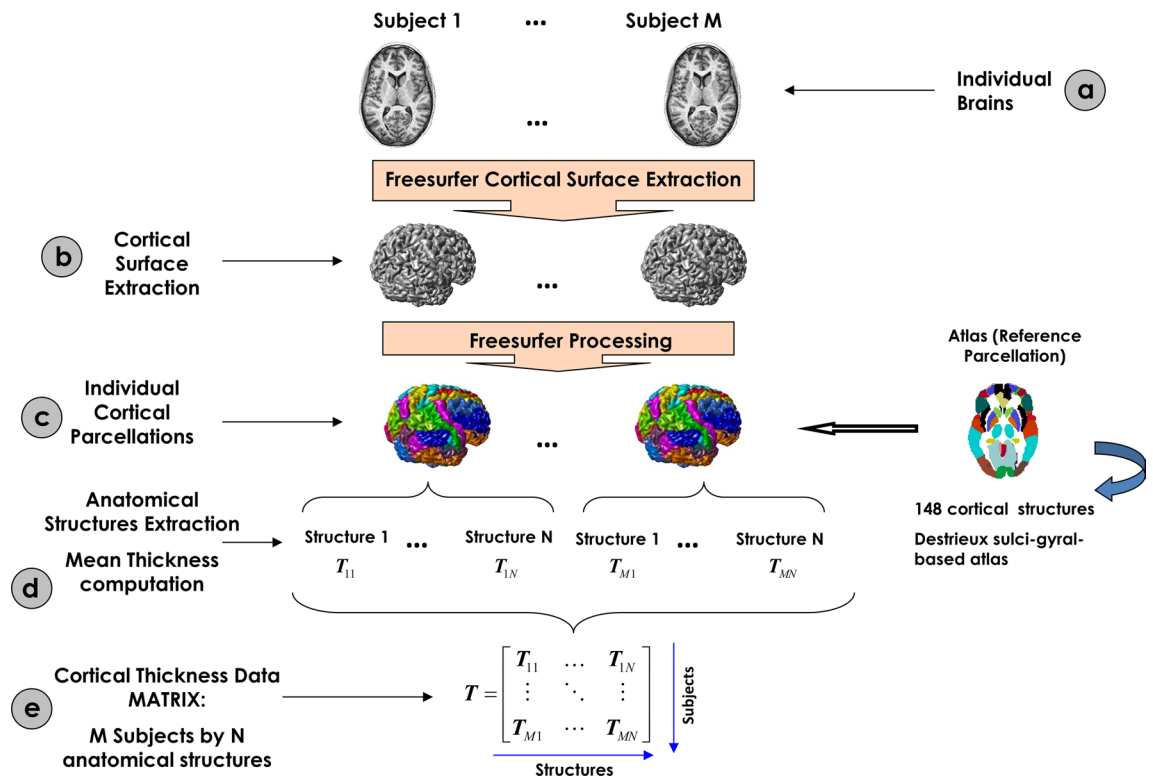 Subject 1 ... Subject M
Individual
Brains
a
...
Freesurfer Cortical Surface Extraction
b
Cortical
Surface
Extraction
...
Freesurfer Processing
Atlas (Reference
Parcellation)
c
Individual
Cortical
Parcellations
...
148 cortical structures
Destrieux sulci-gyral-
based atlas
Anatomical
Structures Extraction
Mean Thickness
computation
d
Structure 1 ... Structure N Structure 1 ... Structure N
T11 T1N TM1 TMN
Cortical Thickness Data
MATRIX:
M Subjects by N
anatomical structures
e
T11 ⋯ T1N
T = ⋮ ⋱ ⋮
TM1 ⋯ TMN
Subjects
Structures